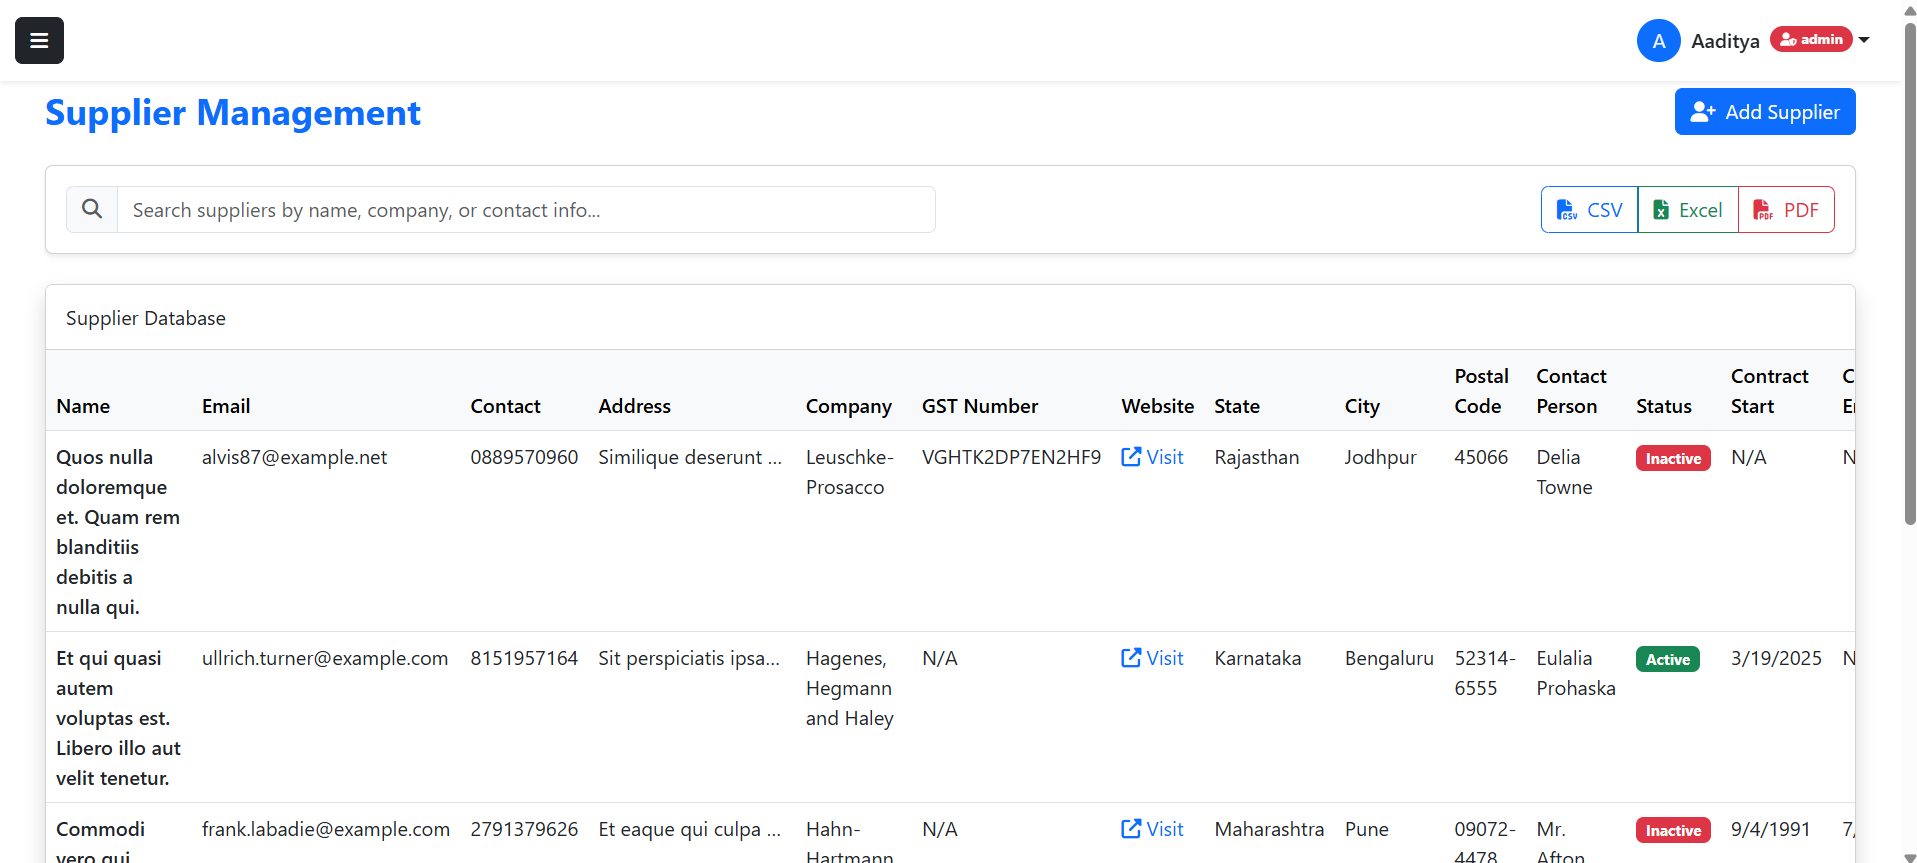 A Aaditya admin
Supplier Management
Add Supplier
Search suppliers by name, company, or contact info...
CSV Excel PDF
Supplier Database
Name Email Contact Address Company GST Number Website State City Postal Code Contact Person Status Contract Start
Quos nulla alvis87@example.net 0889570960 Similique deserunt ... Leuschke- VGHTK2DP7EN2HF9 Visit Rajasthan Jodhpur 45066 Delia Inactive N/A
doloremque Prosacco Towne
et. Quam rem
blanditiis
debitis a
nulla qui.
Et qui quasi ullrich.turner@example.com 8151957164 Sit perspiciatis ipsa... Hagenes, N/A Visit Karnataka Bengaluru 52314- Eulalia Active 3/19/2025
autem Hegmann 6555 Prohaska
voluptas est. and Haley
Libero illo aut
velit tenetur.
Commodi frank.labadie@example.com 2791379626 Et eaque qui culpa ... Hahn- N/A Visit Maharashtra Pune 09072- Mr. Inactive 9/4/1991
vero qui Hartmann 4478 Afton